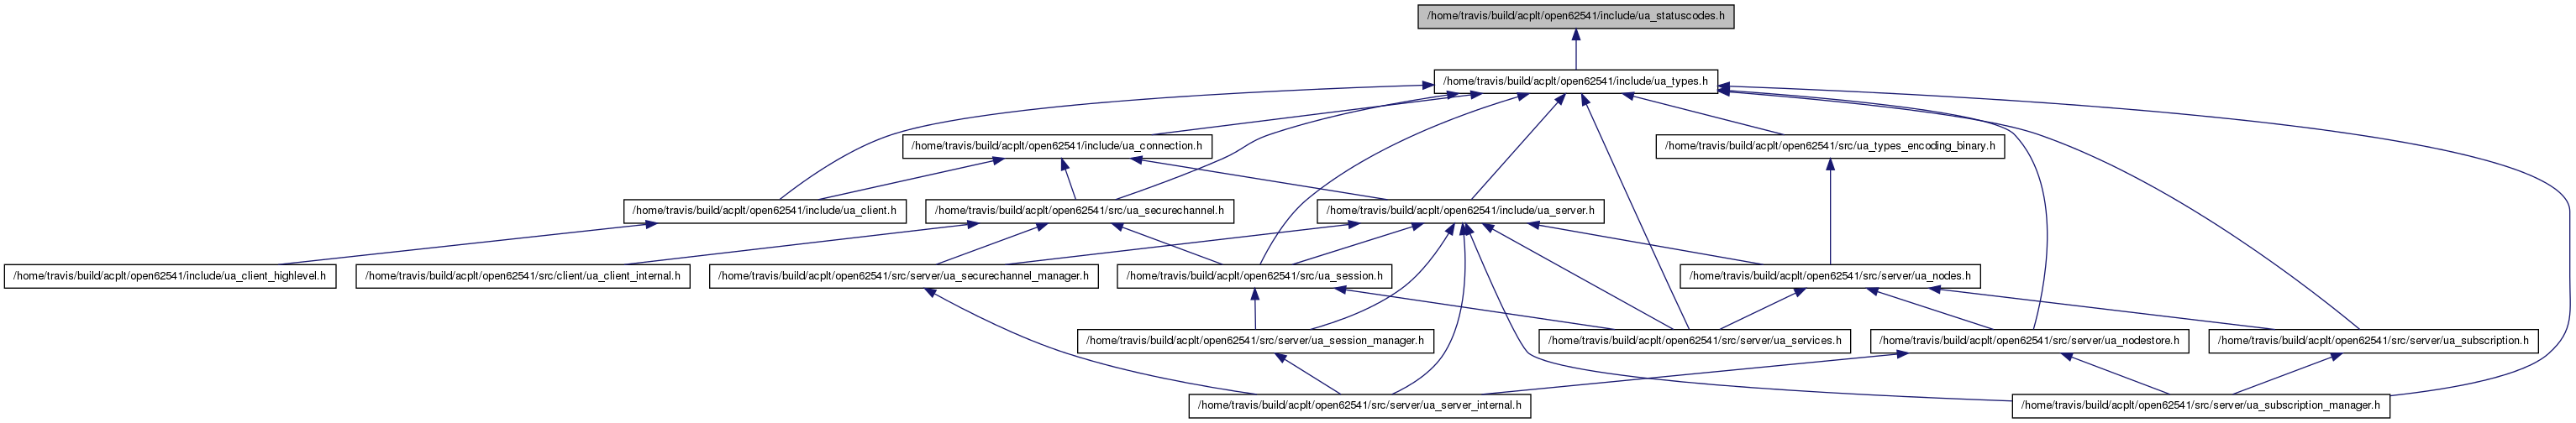 /home/travis/build/acplt/open62541/include/ua_statuscodes.h
/home/travis/build/acplt/open62541/include/ua_types.h
/home/travis/build/acplt/open62541/include/ua_connection.h
/home/travis/build/acplt/open62541/src/ua_types_encoding_binary.h
/home/travis/build/acplt/open62541/include/ua_client.h
/home/travis/build/acplt/open62541/src/ua_securechannel.h
/home/travis/build/acplt/open62541/include/ua_server.h
/home/travis/build/acplt/open62541/include/ua_client_highlevel.h
/home/travis/build/acplt/open62541/src/client/ua_client_internal.h
/home/travis/build/acplt/open62541/src/server/ua_securechannel_manager.h
/home/travis/build/acplt/open62541/src/ua_session.h
/home/travis/build/acplt/open62541/src/server/ua_nodes.h
/home/travis/build/acplt/open62541/src/server/ua_session_manager.h
/home/travis/build/acplt/open62541/src/server/ua_services.h
/home/travis/build/acplt/open62541/src/server/ua_nodestore.h
/home/travis/build/acplt/open62541/src/server/ua_subscription.h
/home/travis/build/acplt/open62541/src/server/ua_server_internal.h
/home/travis/build/acplt/open62541/src/server/ua_subscription_manager.h